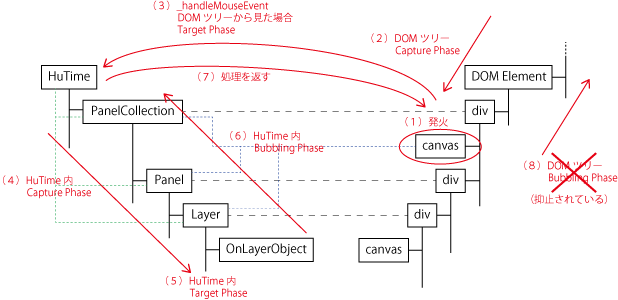 （３）_handleMouseEvent
DOM ツリーから見た場合
Target Phase
（２）DOM ツリー
Capture Phase
HuTime
DOM Element
（７）処理を返す
PanelCollection
div
（１）発火
（６）HuTime 内
Bubbling Phase
canvas
（４）HuTime 内
Capture Phase
Panel
div
（８）DOM ツリー
Bubbling Phase
（抑止されている）
Layer
div
OnLayerObject
canvas
（５）HuTime 内
Target Phase